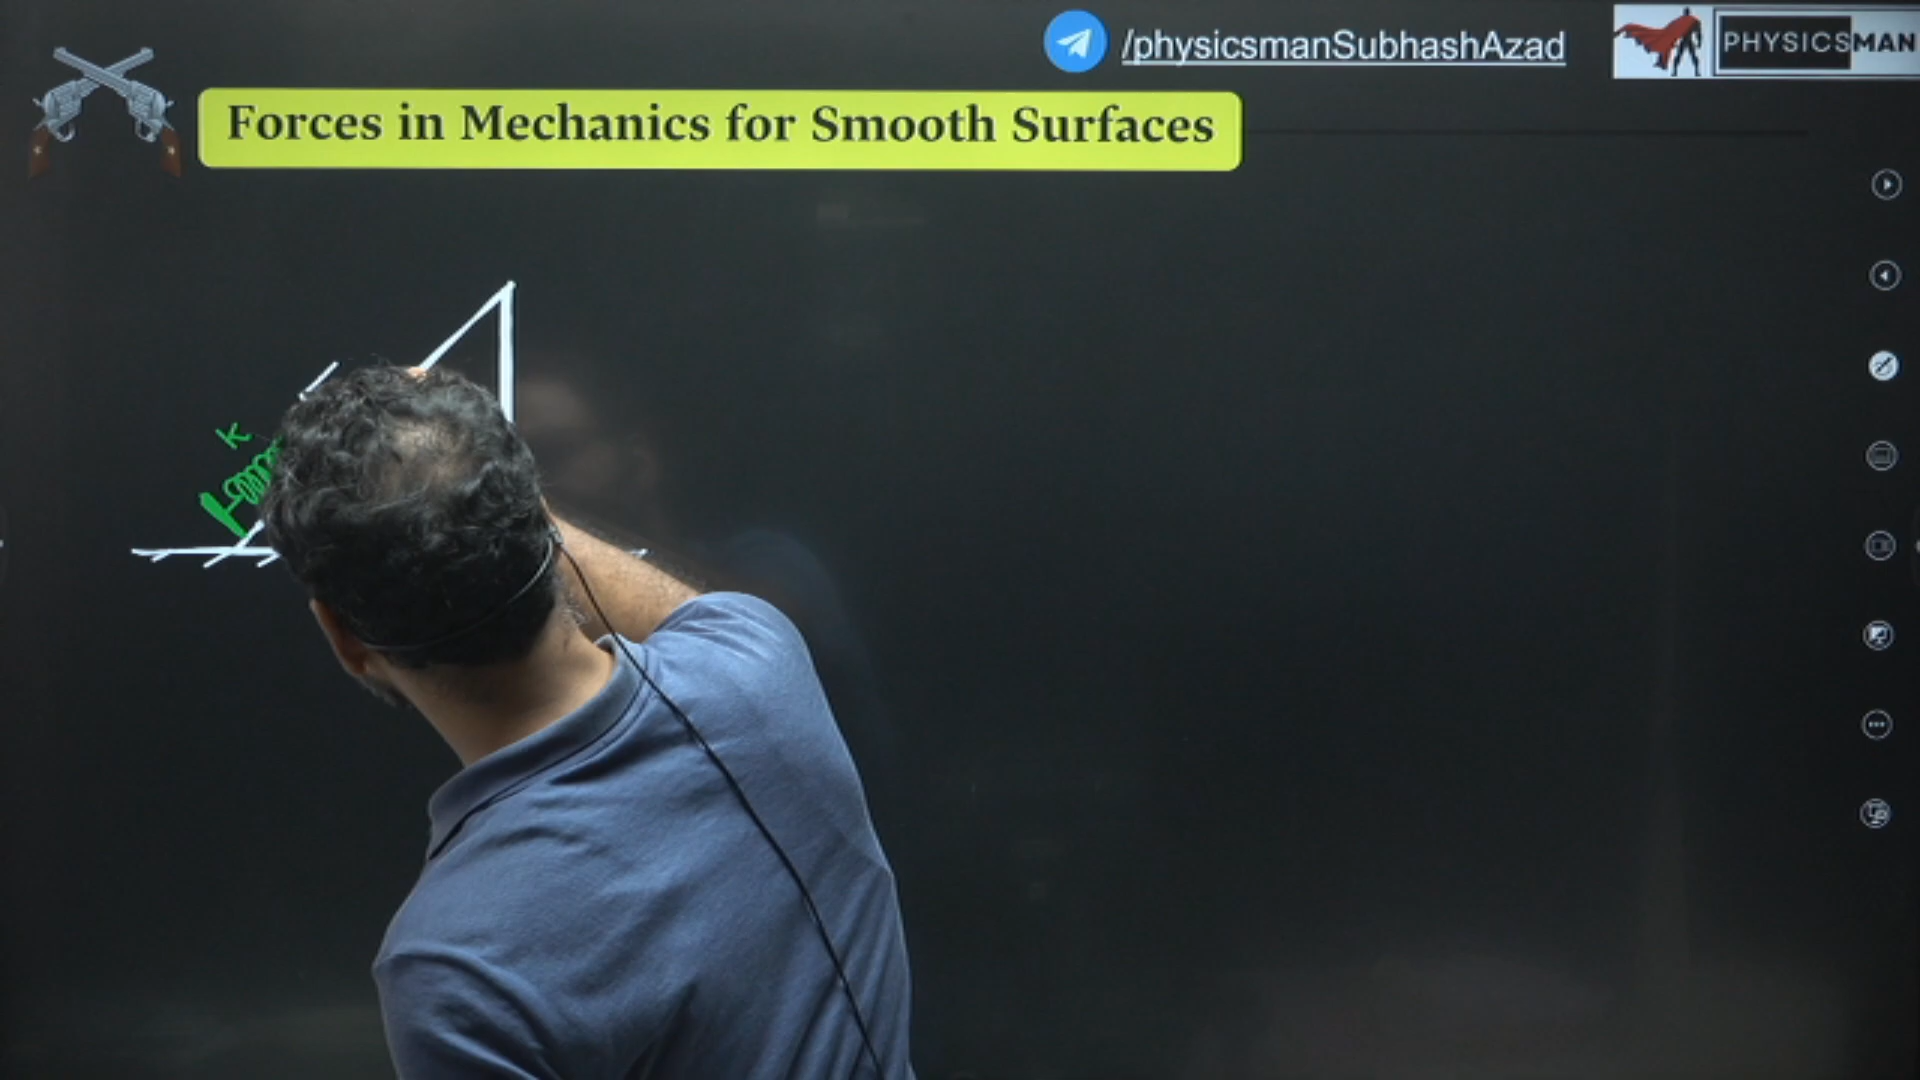 /physicsmanSubhashAzad
PHYSICSMAN
Forces in Mechanics for Smooth Surfaces
k